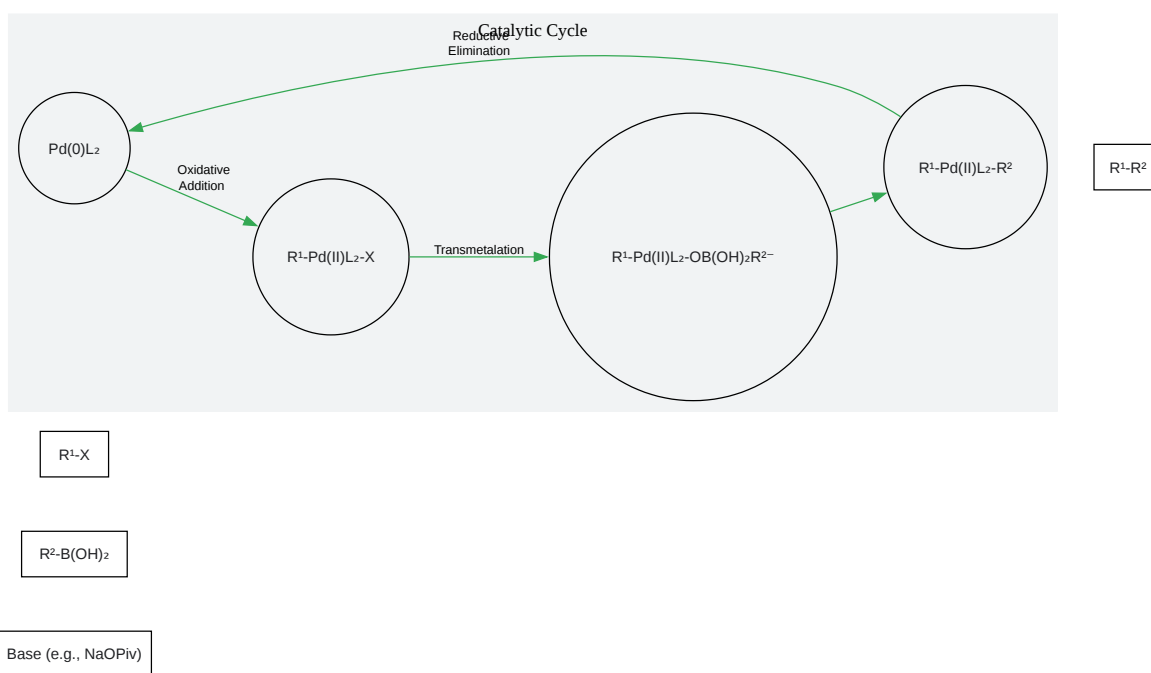 Catalytic Cycle
Reductive
Elimination
Pd(0)L₂
Oxidative
Addition
R¹-Pd(II)L₂-X
Transmetalation
R¹-Pd(II)L₂-OB(OH)₂R²⁻
R¹-Pd(II)L₂-R²
R¹-R²
R¹-X
R²-B(OH)₂
Base (e.g., NaOPiv)